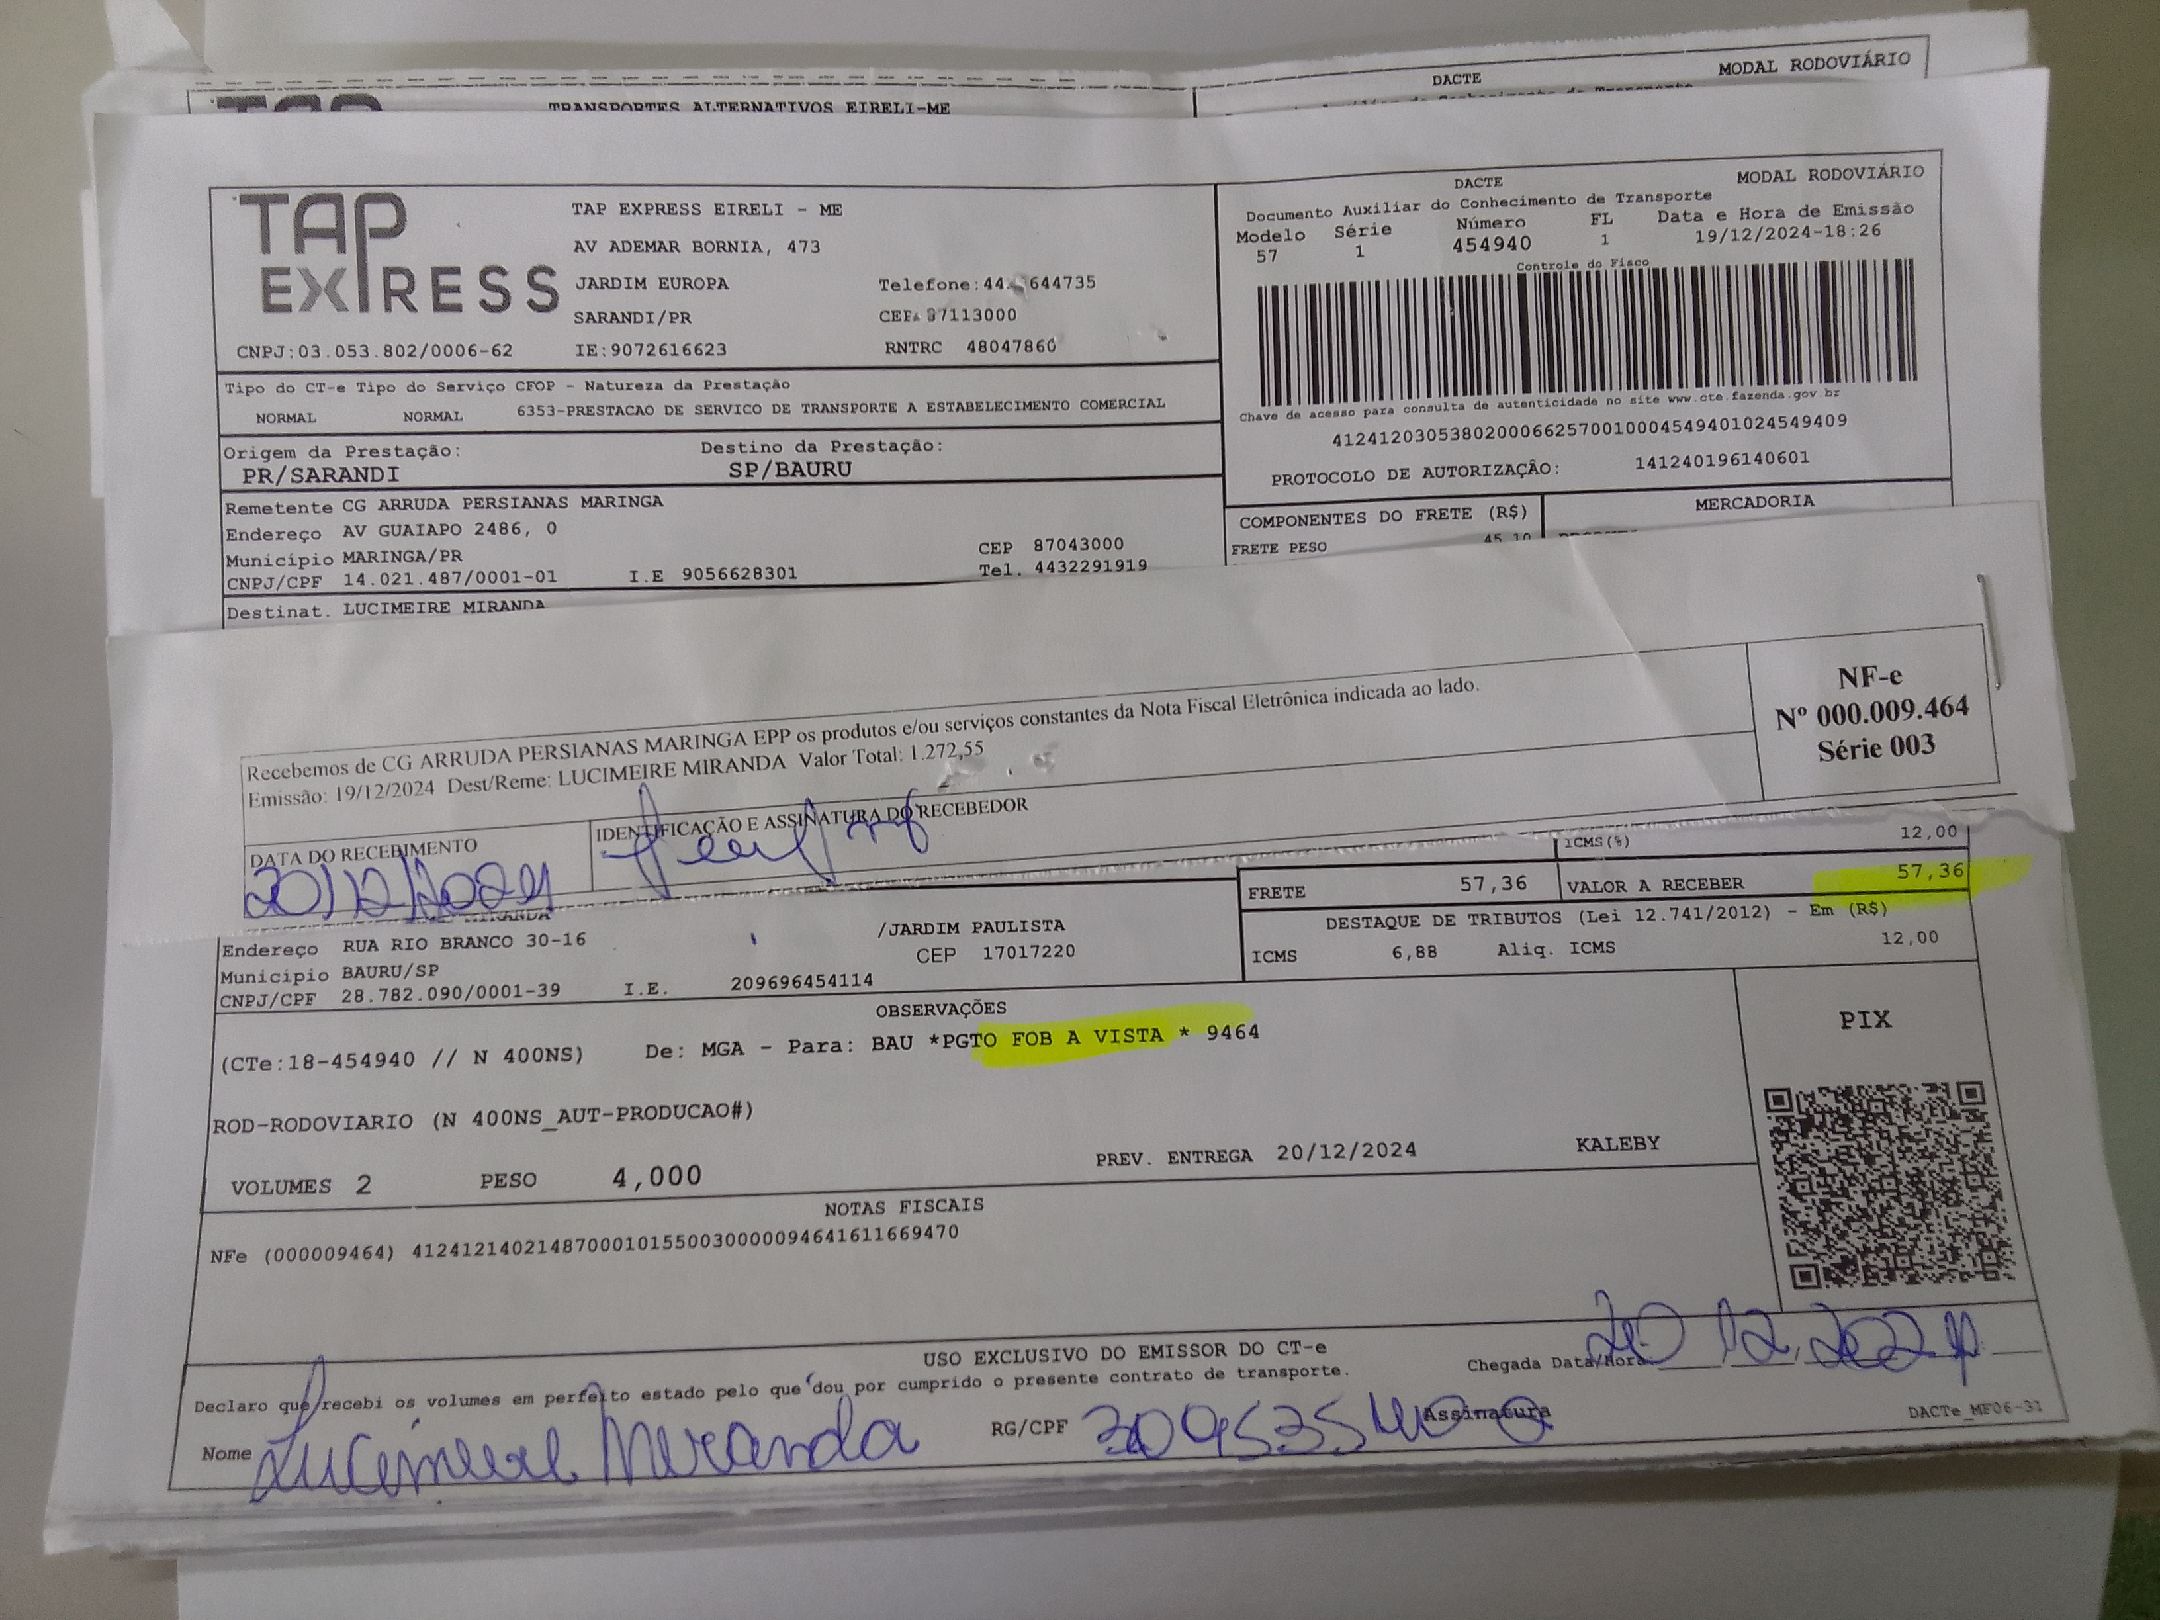 TRANSPORTES ALTERNATIVOS EIRELI-ME
DACTE
MODAL RODOVIÁRIO
TAP EXPRESS
TAP EXPRESS EIRELI - ME
AV ADEMAR BORNIA, 473
JARDIM EUROPA
Telefone:44 644735
SARANDI/PR
87113000
CNPJ:03.053.802/0006-62
IE:9072616623
RNTRC 48047860
DACTE
MODAL RODOVIÁRIO
Documento Auxiliar do Conhecimento de Transporte
Modelo Série Número FL Data e Hora de Emissão
57 1 454940 1 19/12/2024-18:26
Controle do Fisco
Chave de acesso para consulta de autenticidade no site www.cte.fazenda.gov.br
41241203053802000662570010004549401024549409
PROTOCOLO DE AUTORIZAÇÃO: 141240196140601
Tipo do CT-e Tipo do Serviço CFOP - Natureza da Prestação
NORMAL NORMAL 6353-PRESTACAO DE SERVICO DE TRANSPORTE A ESTABELECIMENTO COMERCIAL
Origem da Prestação: Destino da Prestação:
PR/SARANDI SP/BAURU
Remetente CG ARRUDA PERSIANAS MARINGA
Endereço AV GUAIAPO 2486, 0
Município MARINGA/PR CEP 87043000
CNPJ/CPF 14.021.487/0001-01 I.E 9056628301 Tel. 4432291919
Destinat. LUCIMEIRE MIRANDA
COMPONENTES DO FRETE (R$) MERCADORIA
FRETE PESO 45,10
Recebemos de CG ARRUDA PERSIANAS MARINGA EPP os produtos e/ou serviços constantes da Nota Fiscal Eletrônica indicada ao lado.
Emissão: 19/12/2024 Dest/Reme: LUCIMEIRE MIRANDA Valor Total: 1.272,55
NF-e
Nº 000.009.464
Série 003
DATA DO RECEBIMENTO
IDENTIFICAÇÃO E ASSINATURA DO RECEBEDOR
20/12/2024
ICMS(%) 12,00
FRETE 57,36 VALOR A RECEBER 57,36
DESTAQUE DE TRIBUTOS (Lei 12.741/2012) - Em (R$)
ICMS 6,88 Aliq. ICMS 12,00
MIRANDA
Endereço RUA RIO BRANCO 30-16 /JARDIM PAULISTA
Município BAURU/SP CEP 17017220
CNPJ/CPF 28.782.090/0001-39 I.E. 209696454114
OBSERVAÇÕES
(CTe:18-454940 // N 400NS) De: MGA - Para: BAU *PGTO FOB A VISTA * 9464
PIX
ROD-RODOVIARIO (N 400NS_AUT-PRODUCAO#)
VOLUMES 2 PESO 4,000 PREV. ENTREGA 20/12/2024 KALEBY
NOTAS FISCAIS
NFe (000009464) 41241214021487000101550030000094641611669470
USO EXCLUSIVO DO EMISSOR DO CT-e
Declaro que recebi os volumes em perfeito estado pelo que dou por cumprido o presente contrato de transporte.
Chegada Data/Hora 20 12.2024
Nome Lucimeire Miranda RG/CPF Assinatura
DACTe_MF06-31